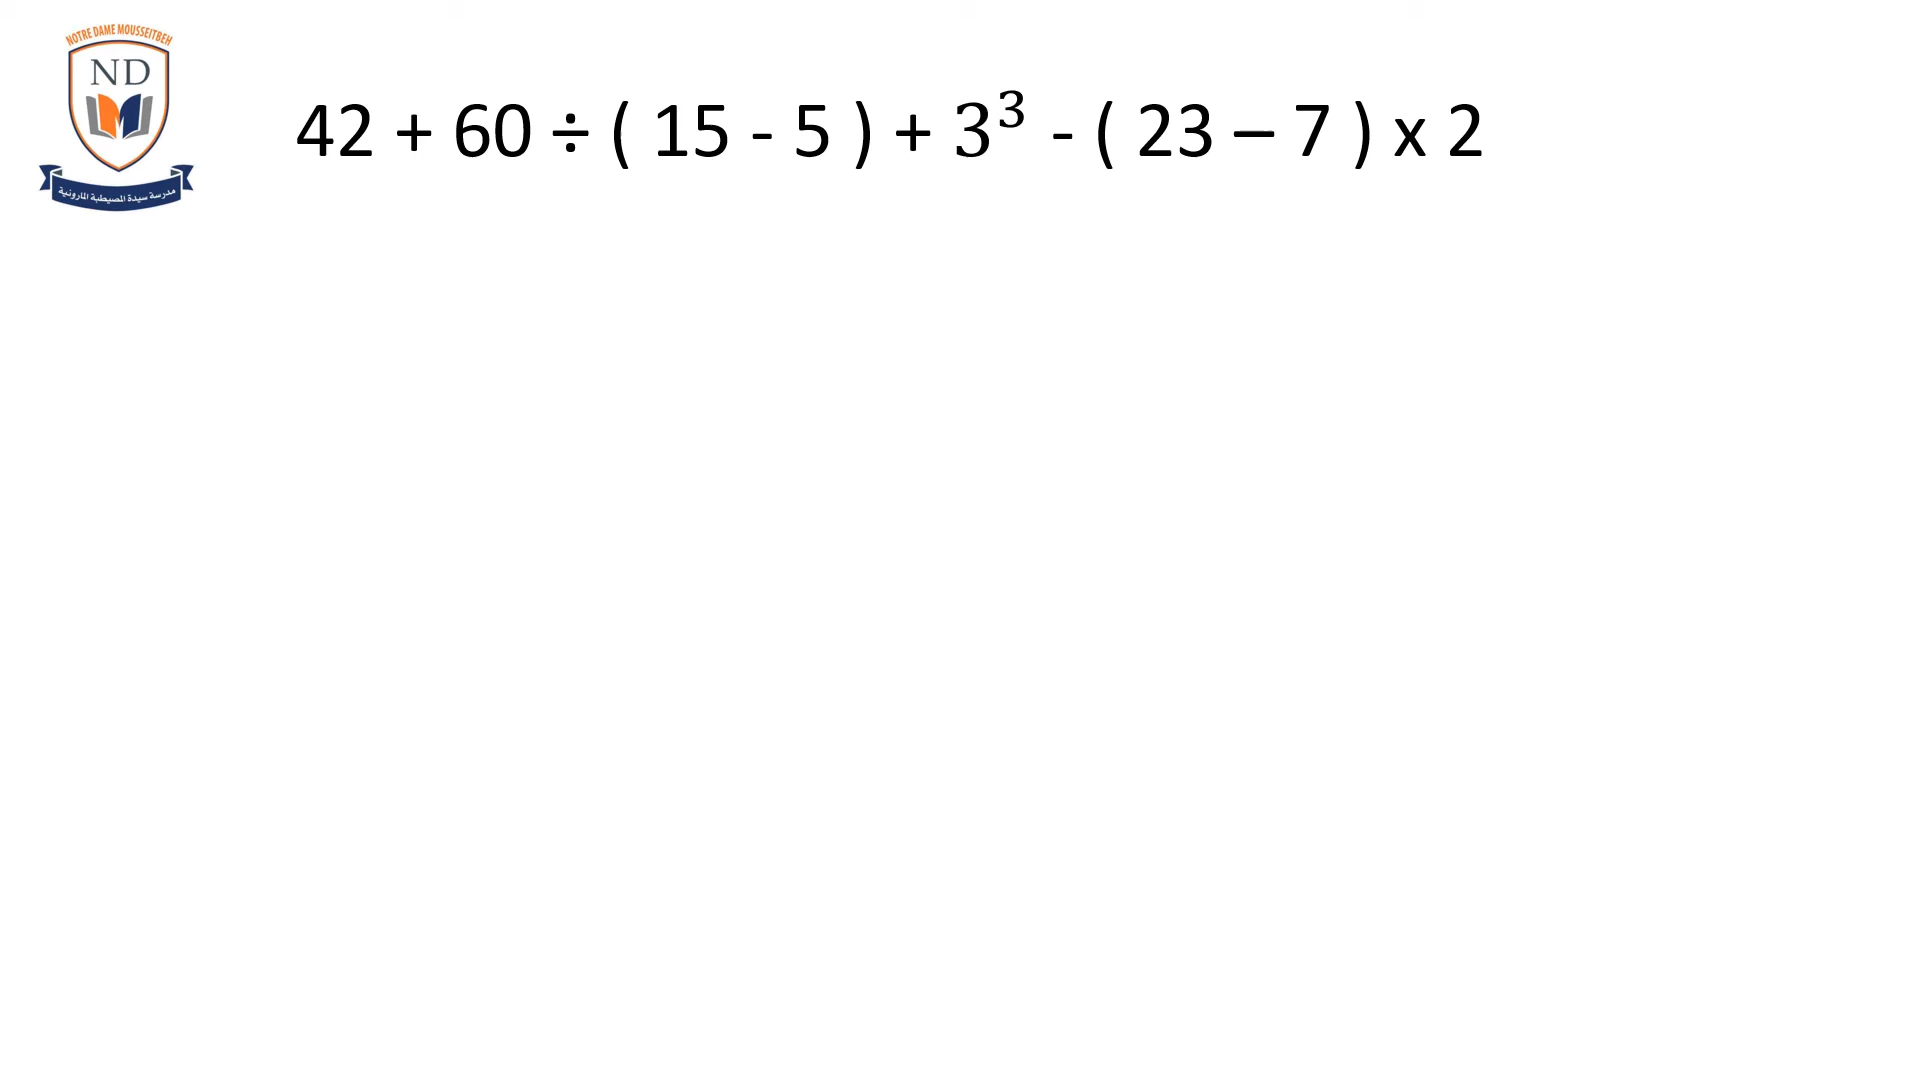 NOTRE DAME MOUSSEITBEH
ND
مدرسة سيدة المصيطبة المارونية
42 + 60 ÷ ( 15 - 5 ) + 3³ - ( 23 – 7 ) x 2